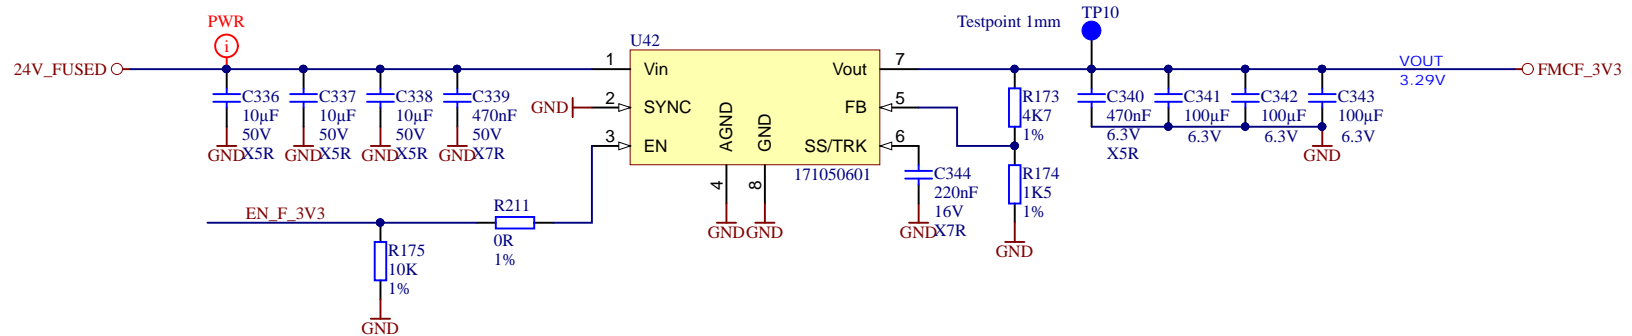 PWR
i
24V_FUSED
C336
10µF
50V
X5R
GND
C337
10µF
50V
X5R
GND
C338
10µF
50V
X5R
GND
C339
470nF
50V
X7R
GND
U42
1
Vin
GND
2
SYNC
3
EN
AGND
GND
4
8
GND
GND
Vout
7
FB
5
SS/TRK
6
171050601
C344
220nF
16V
X7R
GND
Testpoint 1mm
TP10
R173
4K7
1%
R174
1K5
1%
GND
C340
470nF
6.3V
X5R
C341
100µF
6.3V
C342
100µF
6.3V
C343
100µF
6.3V
GND
VOUT
3.29V
FMCF_3V3
EN_F_3V3
R211
0R
1%
R175
10K
1%
GND